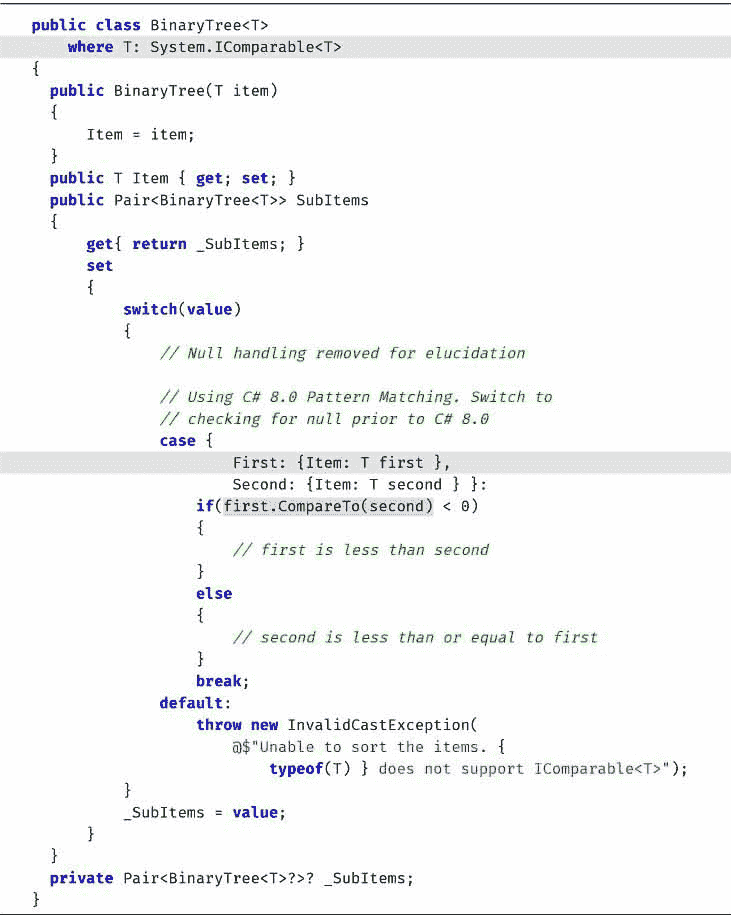 public class BinaryTree<T>
    where T: System.IComparable<T>
{
  public BinaryTree(T item)
  {
      Item = item;
  }
  public T Item { get; set; }
  public Pair<BinaryTree<T>> SubItems
  {
      get{ return _SubItems; }
      set
      {
          switch(value)
          {
              // Null handling removed for elucidation

              // Using C# 8.0 Pattern Matching. Switch to
              // checking for null prior to C# 8.0
              case {
                      First: {Item: T first },
                      Second: {Item: T second } }:
                  if(first.CompareTo(second) < 0)
                  {
                      // first is less than second
                  }
                  else
                  {
                      // second is less than or equal to first
                  }
                  break;
              default:
                  throw new InvalidCastException(
                      @$"Unable to sort the items. {
                          typeof(T) } does not support IComparable<T>");
          }
          _SubItems = value;
      }
  }
  private Pair<BinaryTree<T>?>? _SubItems;
}